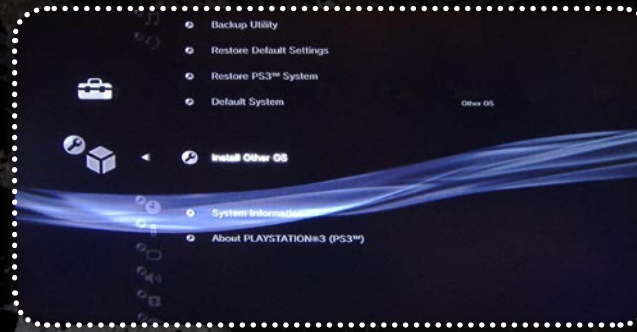 Backup Utility
Restore Default Settings
Restore PS3™ System
Default System Other OS
Install Other OS
System Information
About PLAYSTATION®3 (PS3™)